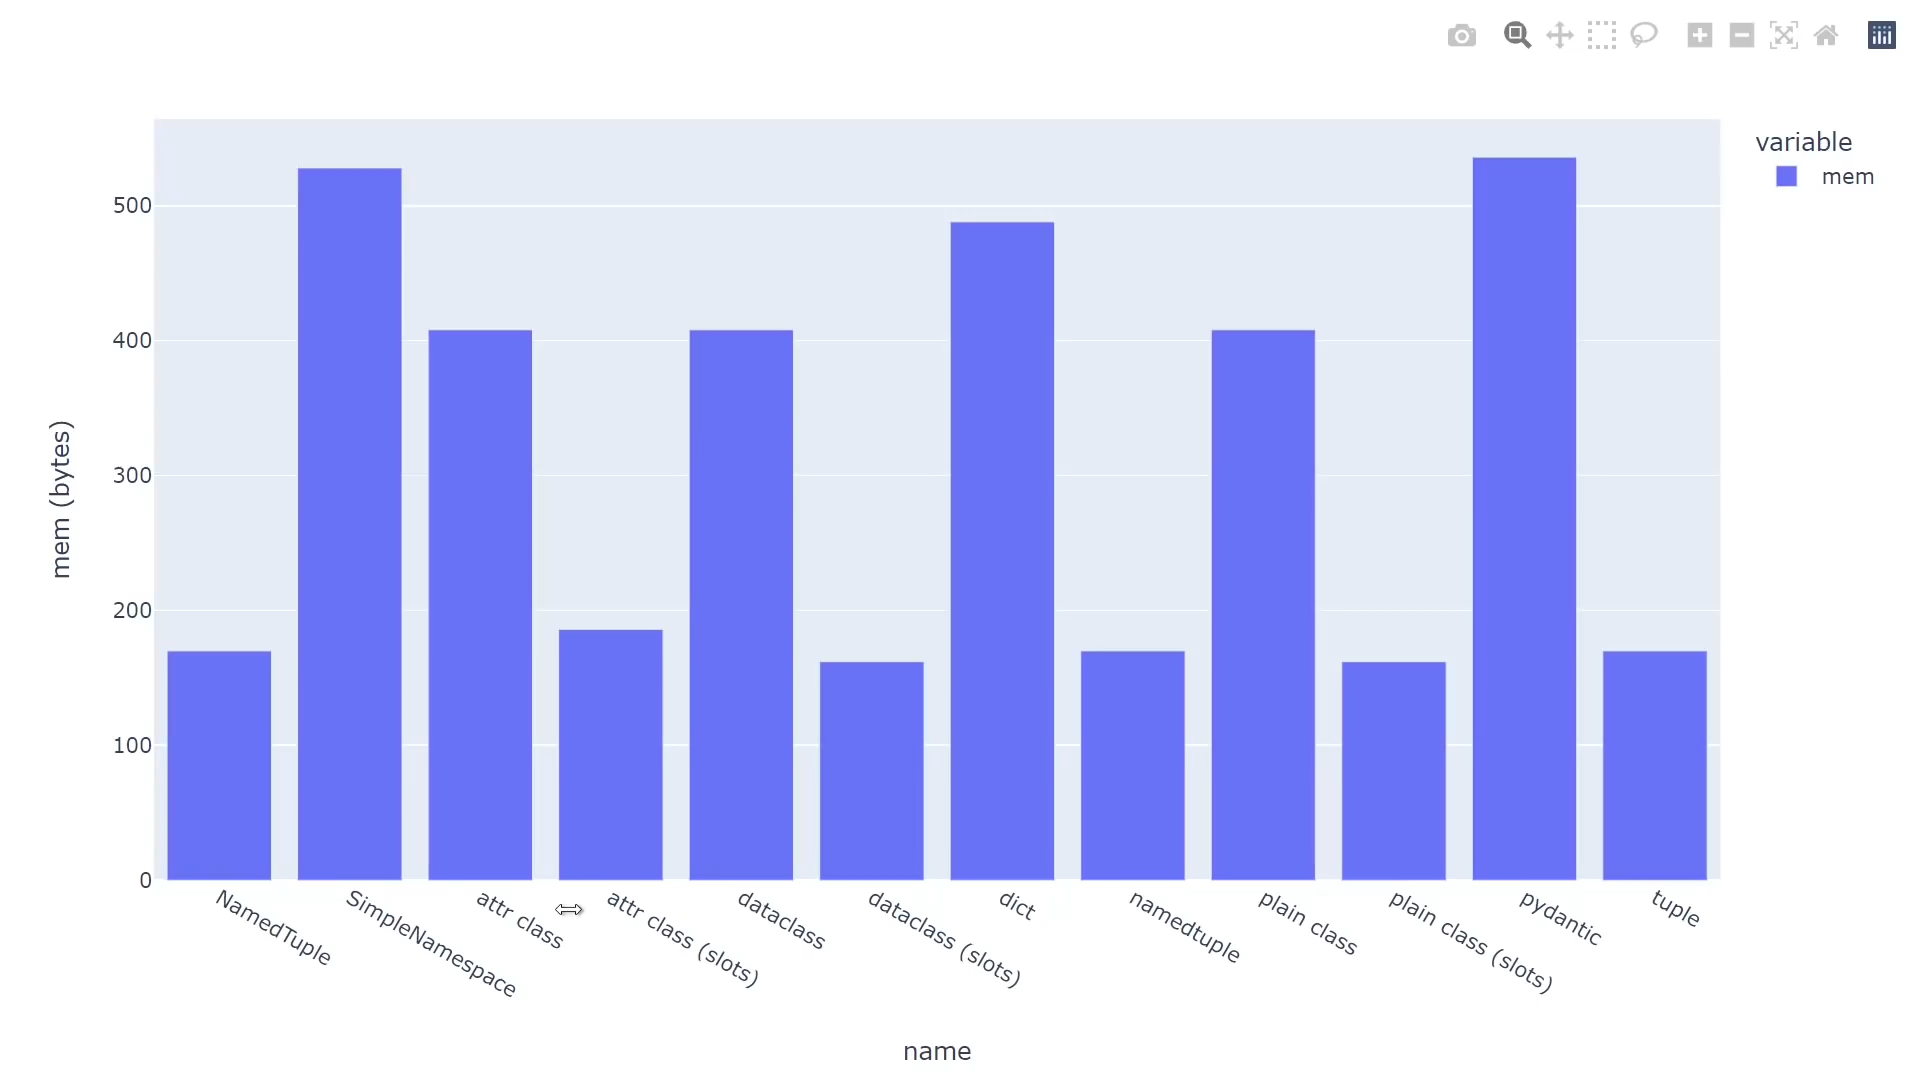 variable
mem
500
400
300
200
100
0
mem (bytes)
NamedTuple
SimpleNamespace
attr class
attr class (slots)
dataclass
dataclass (slots)
dict
namedtuple
plain class
plain class (slots)
pydantic
tuple
name